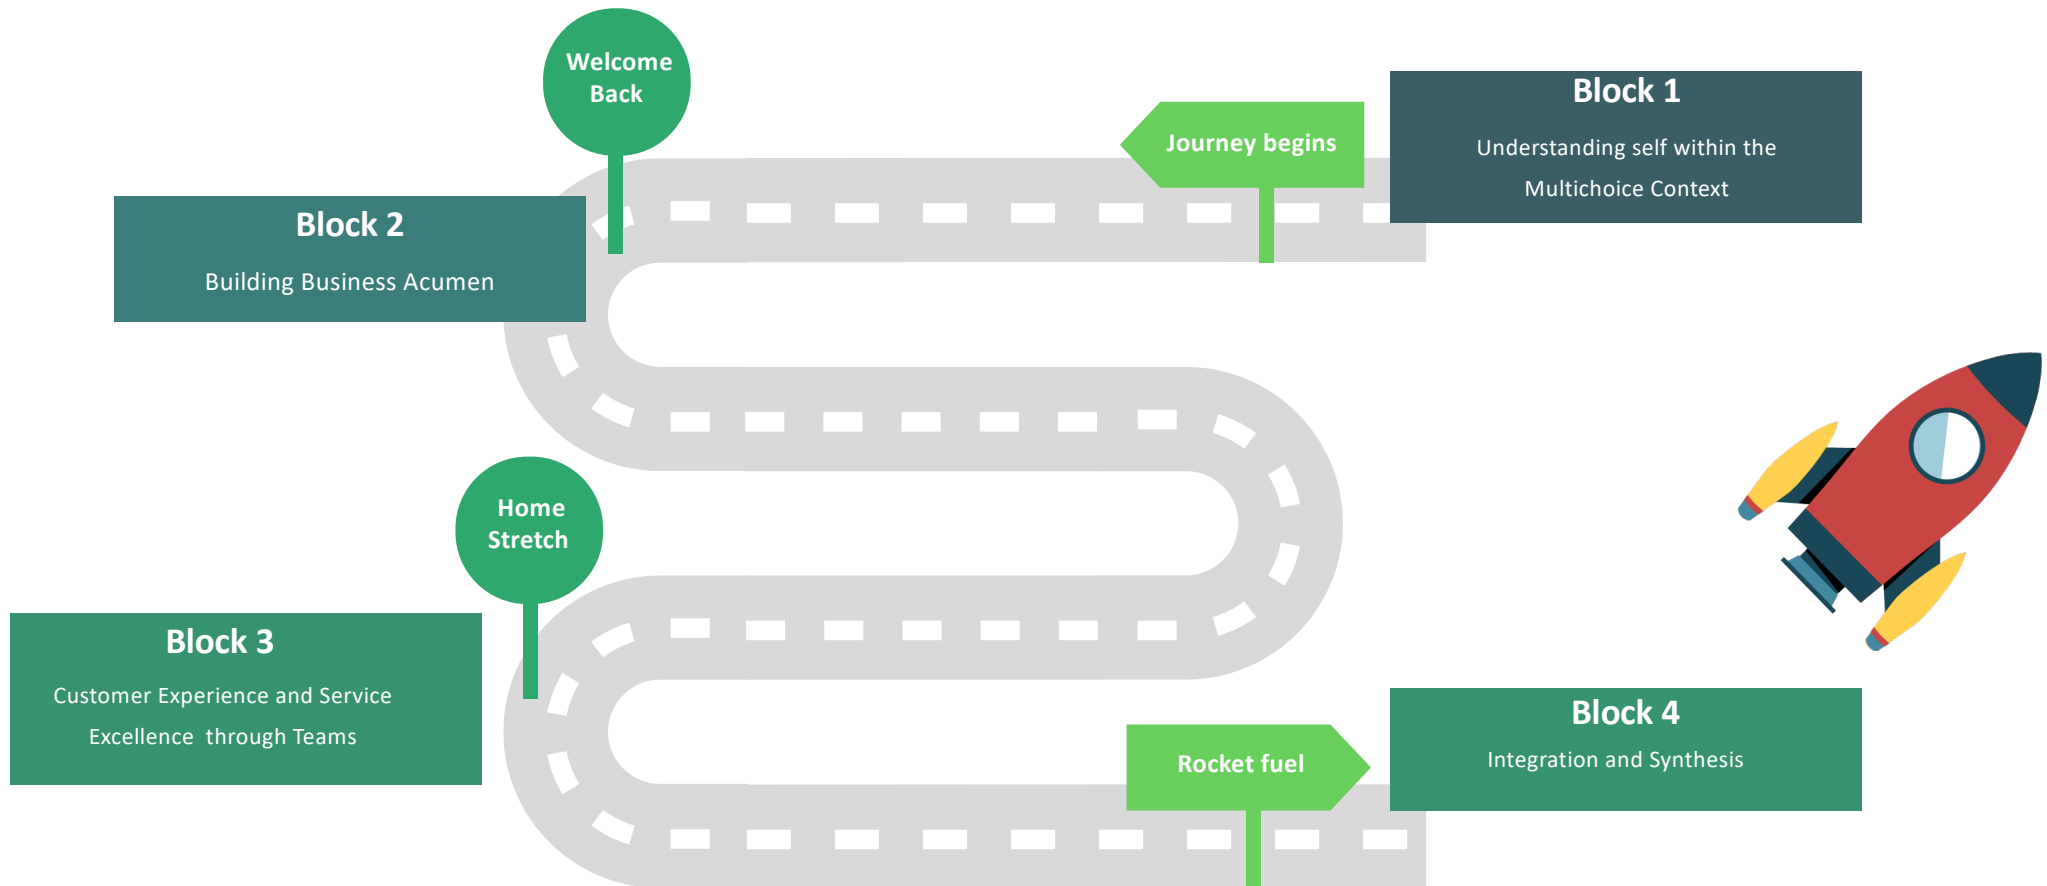 Welcome
Back
Journey begins
Block 1
Understanding self within the
Multichoice Context
Block 2
Building Business Acumen
Home
Stretch
Block 3
Customer Experience and Service
Excellence through Teams
Rocket fuel
Block 4
Integration and Synthesis